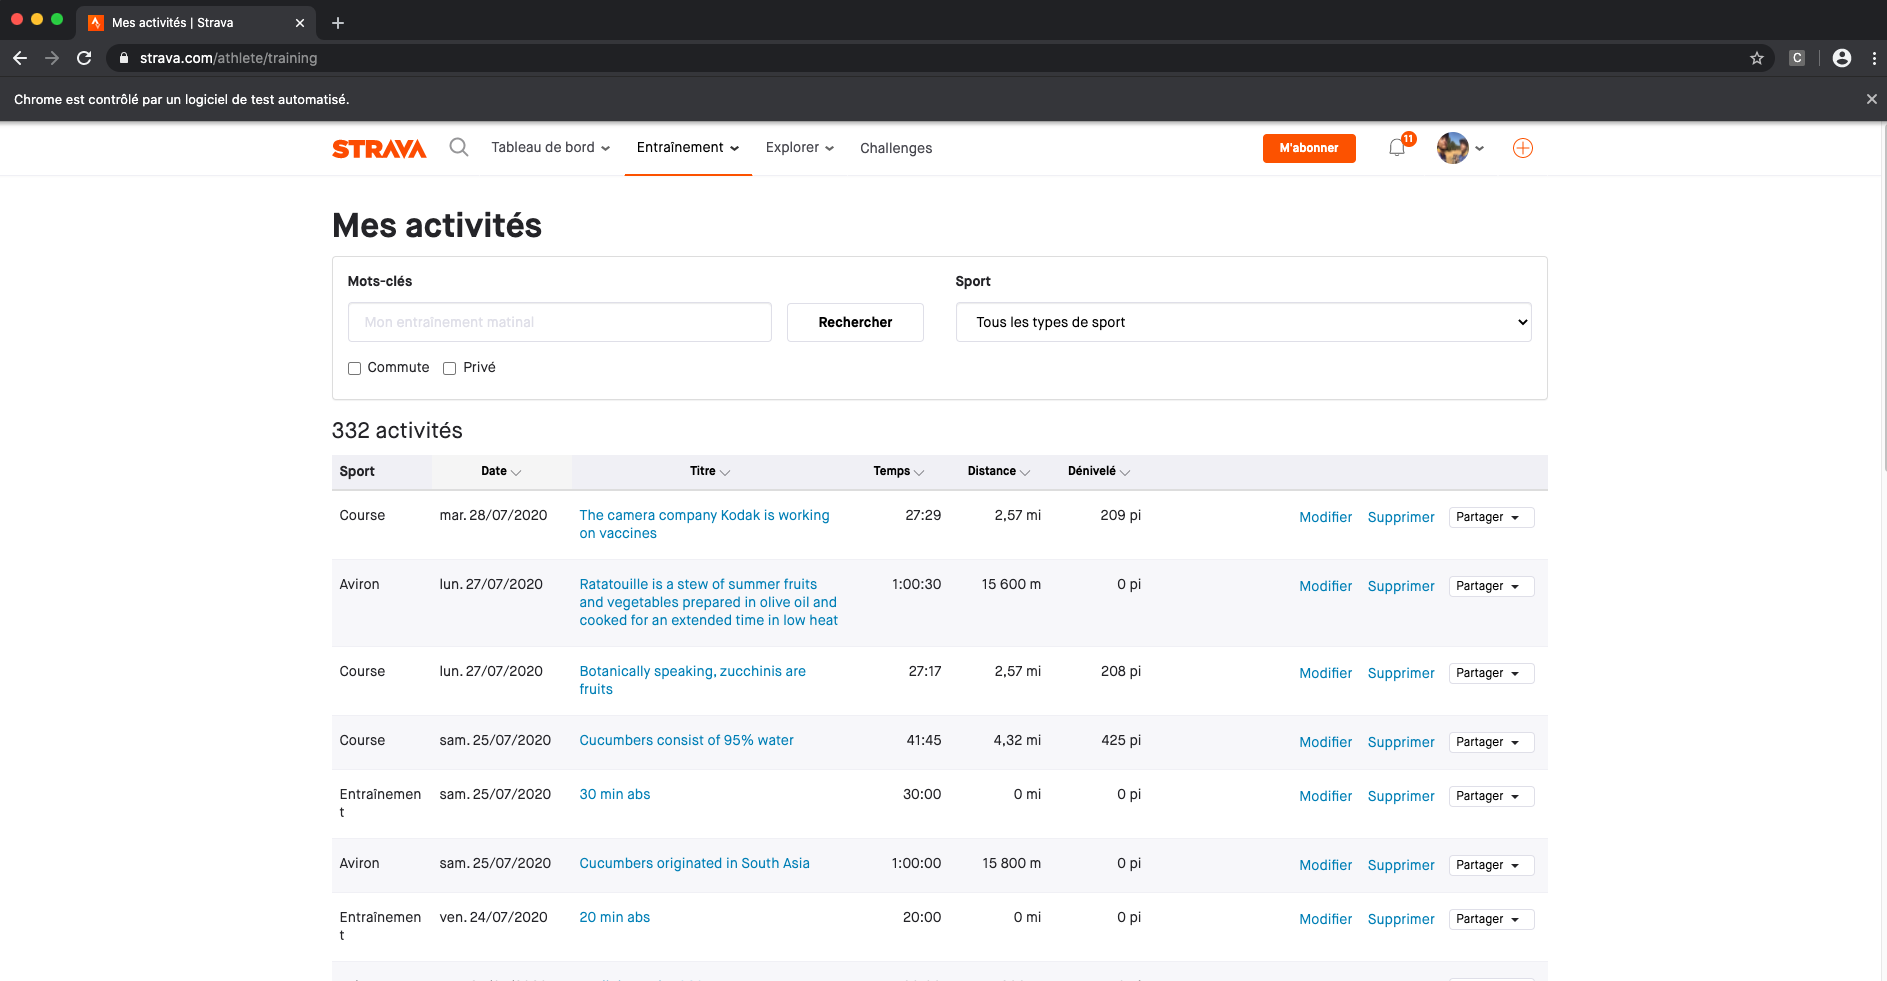 Mes activités | Strava
strava.com/athlete/training
C
Chrome est contrôlé par un logiciel de test automatisé.
STRAVA
Tableau de bord
Entraînement
Explorer
Challenges
M'abonner
11
Mes activités
Mots-clés
Sport
Mon entraînement matinal
Rechercher
Tous les types de sport
Commute
Privé
332 activités
Sport Date Titre Temps Distance Dénivelé
Course mar. 28/07/2020 The camera company Kodak is working 27:29 2,57 mi 209 pi Modifier Supprimer Partager
on vaccines
Aviron lun. 27/07/2020 Ratatouille is a stew of summer fruits 1:00:30 15 600 m 0 pi Modifier Supprimer Partager
and vegetables prepared in olive oil and
cooked for an extended time in low heat
Course lun. 27/07/2020 Botanically speaking, zucchinis are 27:17 2,57 mi 208 pi Modifier Supprimer Partager
fruits
Course sam. 25/07/2020 Cucumbers consist of 95% water 41:45 4,32 mi 425 pi Modifier Supprimer Partager
Entraînemen sam. 25/07/2020 30 min abs 30:00 0 mi 0 pi Modifier Supprimer Partager
t
Aviron sam. 25/07/2020 Cucumbers originated in South Asia 1:00:00 15 800 m 0 pi Modifier Supprimer Partager
Entraînemen ven. 24/07/2020 20 min abs 20:00 0 mi 0 pi Modifier Supprimer Partager
t